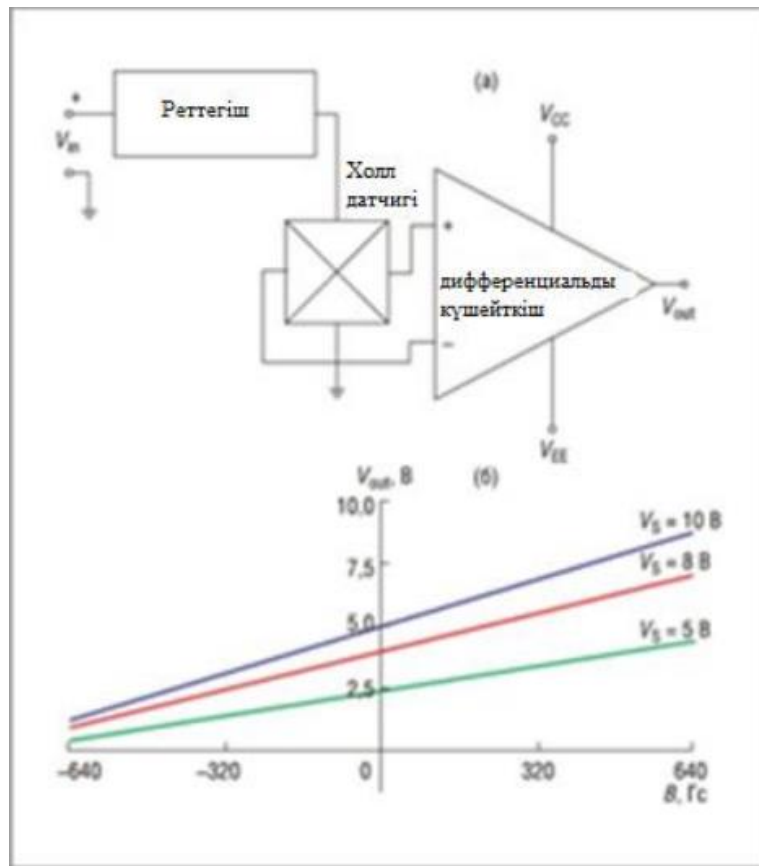 (а)
Реттегіш
+
V_in
V_CC
Холл
датчигі
+
дифференциальды
күшейткіш
V_out
−
V_EE
V_out, В
(б)
10,0
V_S = 10 В
7,5
V_S = 8 В
5,0
V_S = 5 В
2,5
−640
−320
0
320
640
В, Гс